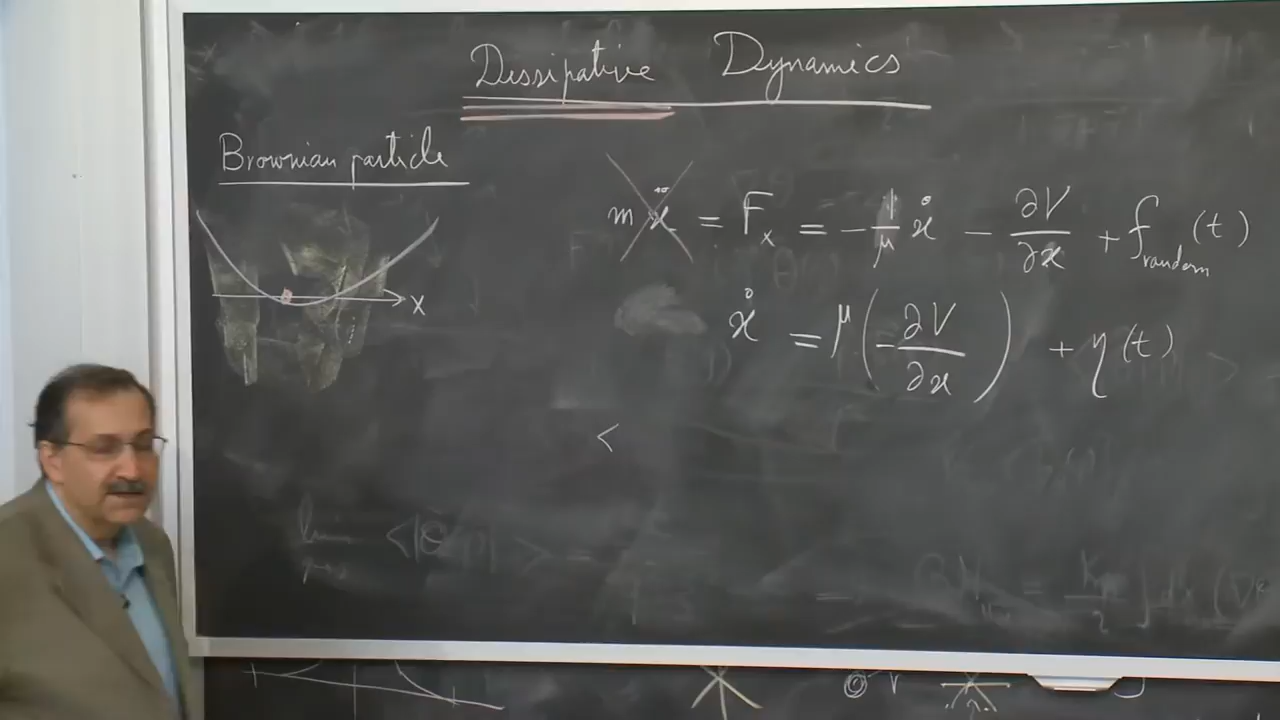 Dissipative Dynamics
Brownian particle
m ẍ = F_x = - 1/μ ẋ - ∂V/∂x + f_random (t)
x
ẋ = μ ( - ∂V/∂x ) + η (t)
<